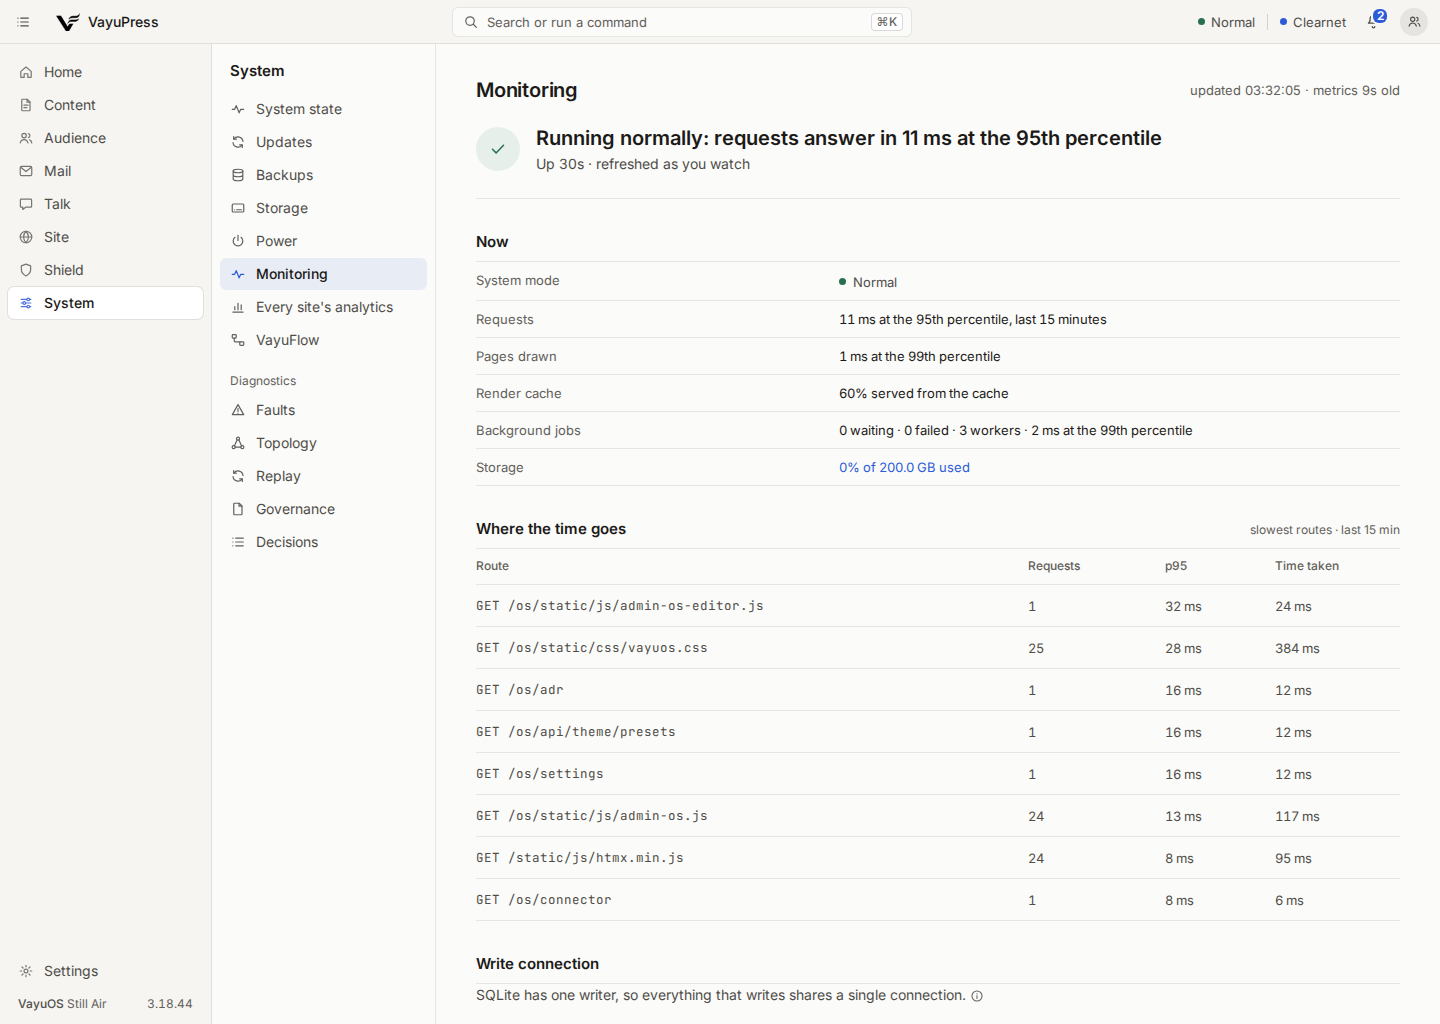 VayuPress
Search or run a command
⌘K
Normal
Clearnet
2
Home
Content
Audience
Mail
Talk
Site
Shield
System
Settings
VayuOS Still Air
3.18.44
System
System state
Updates
Backups
Storage
Power
Monitoring
Every site's analytics
VayuFlow
Diagnostics
Faults
Topology
Replay
Governance
Decisions
Monitoring
updated 03:32:05 · metrics 9s old
Running normally: requests answer in 11 ms at the 95th percentile
Up 30s · refreshed as you watch
Now
System mode Normal
Requests 11 ms at the 95th percentile, last 15 minutes
Pages drawn 1 ms at the 99th percentile
Render cache 60% served from the cache
Background jobs 0 waiting · 0 failed · 3 workers · 2 ms at the 99th percentile
Storage 0% of 200.0 GB used
Where the time goes slowest routes · last 15 min
Route Requests p95 Time taken
GET /os/static/js/admin-os-editor.js 1 32 ms 24 ms
GET /os/static/css/vayuos.css 25 28 ms 384 ms
GET /os/adr 1 16 ms 12 ms
GET /os/api/theme/presets 1 16 ms 12 ms
GET /os/settings 1 16 ms 12 ms
GET /os/static/js/admin-os.js 24 13 ms 117 ms
GET /static/js/htmx.min.js 24 8 ms 95 ms
GET /os/connector 1 8 ms 6 ms
Write connection
SQLite has one writer, so everything that writes shares a single connection.